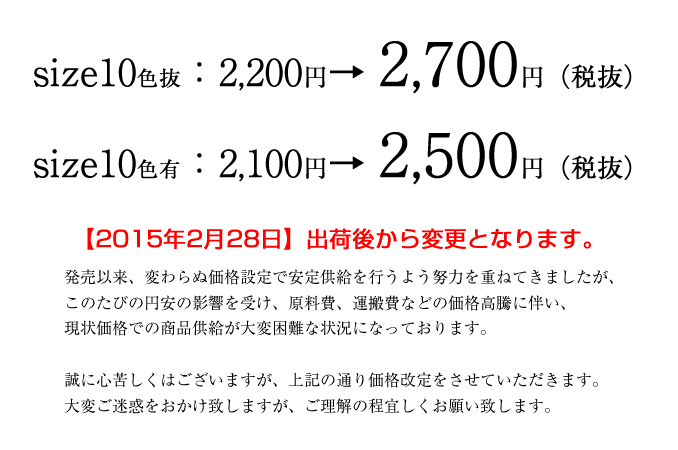 size10色抜：2,200円→2,700円（税抜）
size10色有：2,100円→2,500円（税抜）
【2015年2月28日】出荷後から変更となります。
発売以来、変わらぬ価格設定で安定供給を行うよう努力を重ねてきましたが、
このたびの円安の影響を受け、原料費、運搬費などの価格高騰に伴い、
現状価格での商品供給が大変困難な状況になっております。
誠に心苦しくはございますが、上記の通り価格改定をさせていただきます。
大変ご迷惑をおかけ致しますが、ご理解の程宜しくお願い致します。